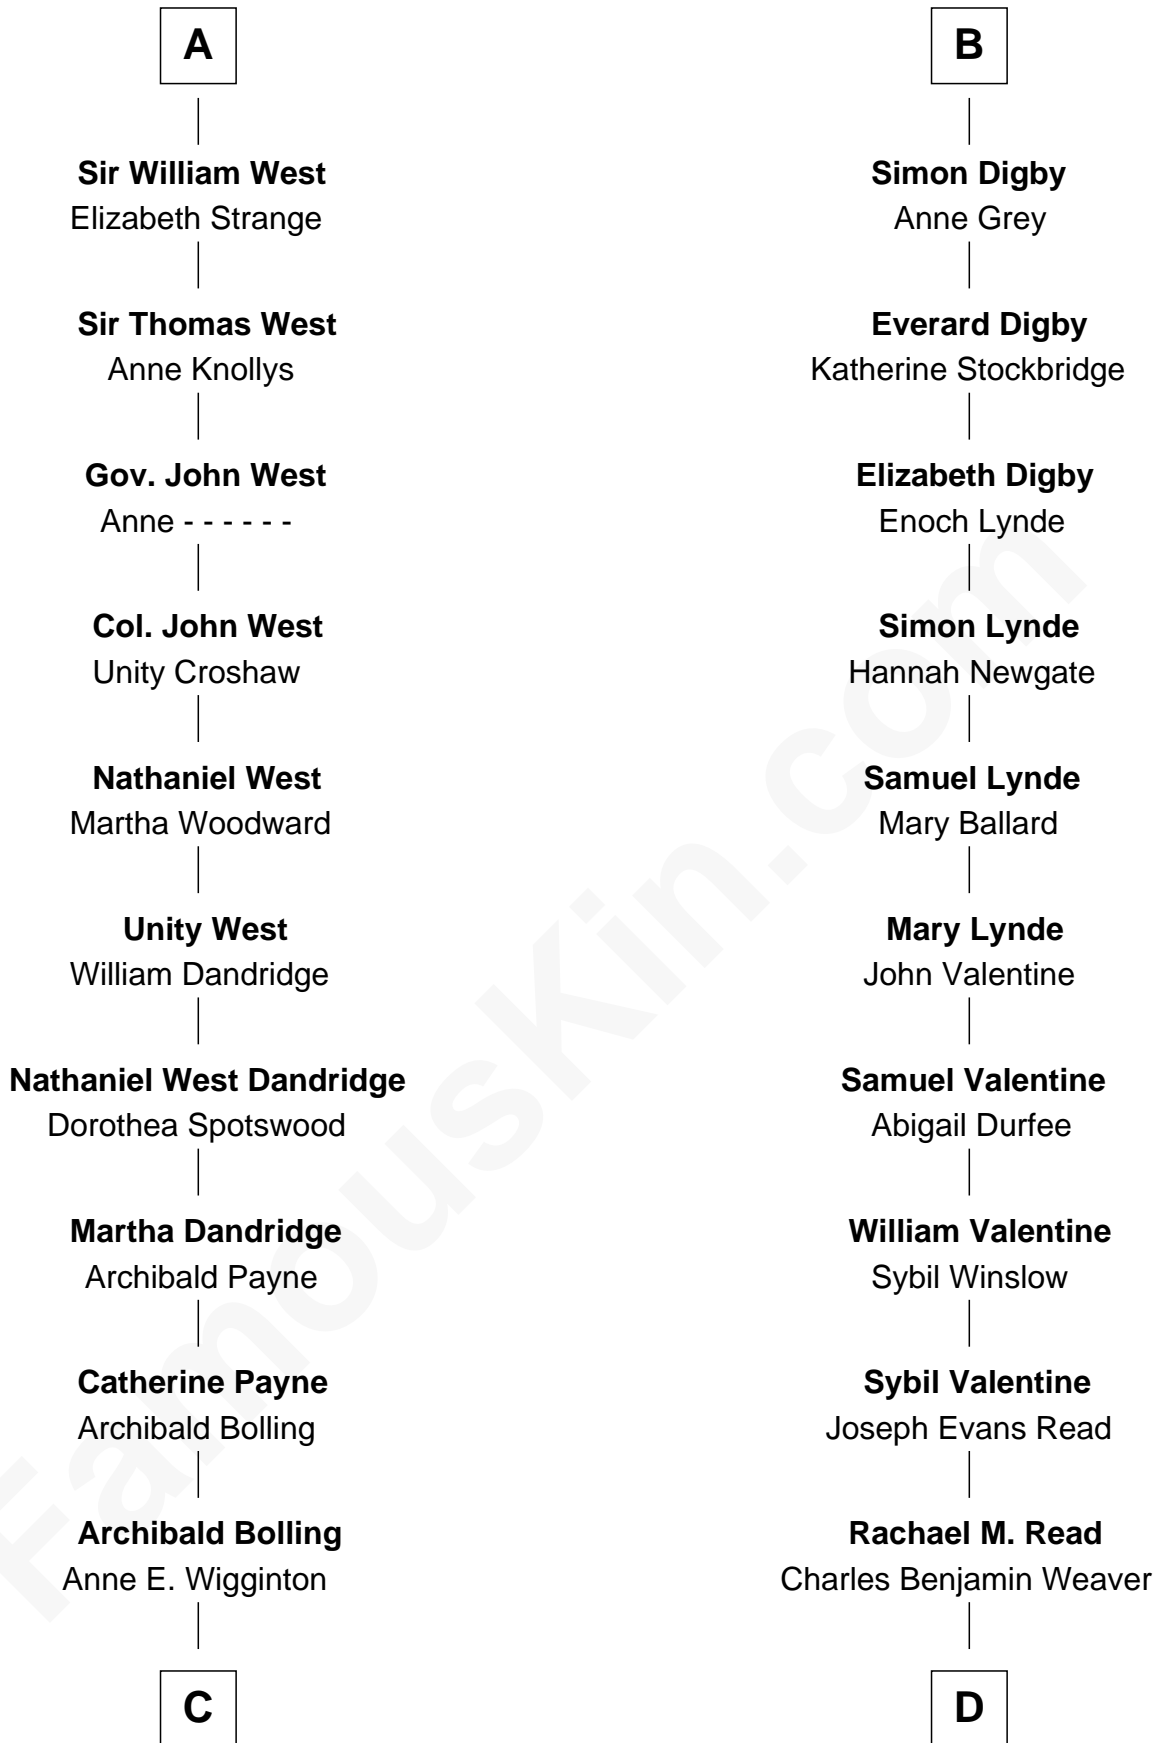 A
Sir William West
Elizabeth Strange
Sir Thomas West
Anne Knollys
Gov. John West
Anne - - - - - -
Col. John West
Unity Croshaw
Nathaniel West
Martha Woodward
Unity West
William Dandridge
Nathaniel West Dandridge
Dorothea Spotswood
Martha Dandridge
Archibald Payne
Catherine Payne
Archibald Bolling
Archibald Bolling
Anne E. Wigginton
C
B
Simon Digby
Anne Grey
Everard Digby
Katherine Stockbridge
Elizabeth Digby
Enoch Lynde
Simon Lynde
Hannah Newgate
Samuel Lynde
Mary Ballard
Mary Lynde
John Valentine
Samuel Valentine
Abigail Durfee
William Valentine
Sybil Winslow
Sybil Valentine
Joseph Evans Read
Rachael M. Read
Charles Benjamin Weaver
D
FamousKin.com